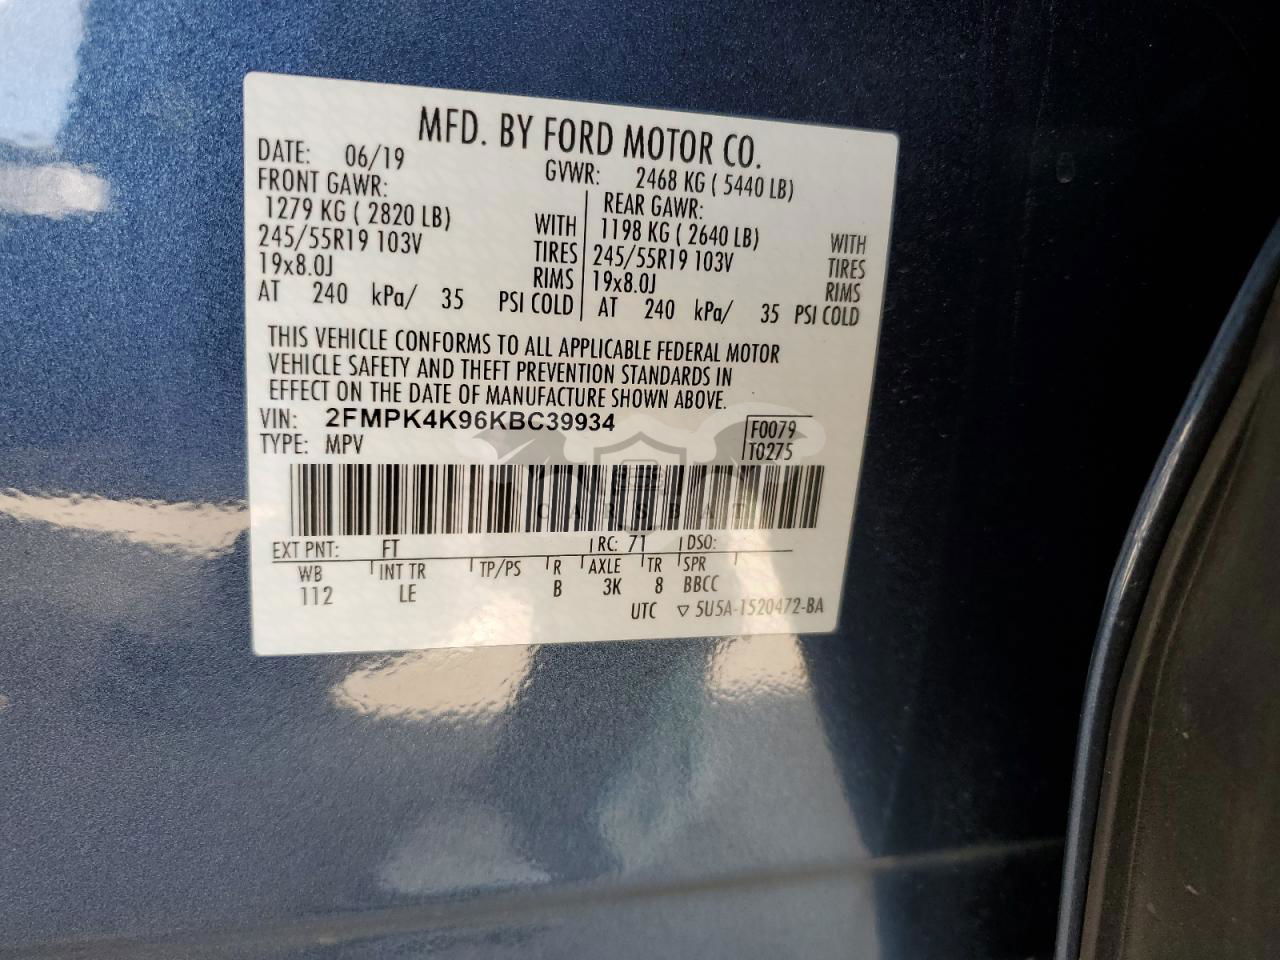 MFD. BY FORD MOTOR CO.
DATE: 06/19 GVWR: 2468 KG ( 5440 LB)
FRONT GAWR: REAR GAWR:
1279 KG ( 2820 LB) WITH 1198 KG ( 2640 LB) WITH
245/55R19 103V TIRES 245/55R19 103V TIRES
19x8.0J RIMS 19x8.0J RIMS
AT 240 kPa/ 35 PSI COLD AT 240 kPa/ 35 PSI COLD
THIS VEHICLE CONFORMS TO ALL APPLICABLE FEDERAL MOTOR
VEHICLE SAFETY AND THEFT PREVENTION STANDARDS IN
EFFECT ON THE DATE OF MANUFACTURE SHOWN ABOVE.
VIN: 2FMPK4K96KBC39934 F0079
TYPE: MPV T0275
EXT PNT: FT RC: 71 DSO:
WB INT TR TP/PS R AXLE TR SPR
112 LE B 3K 8 BBCC
UTC ▽ 5U5A-1520472-BA